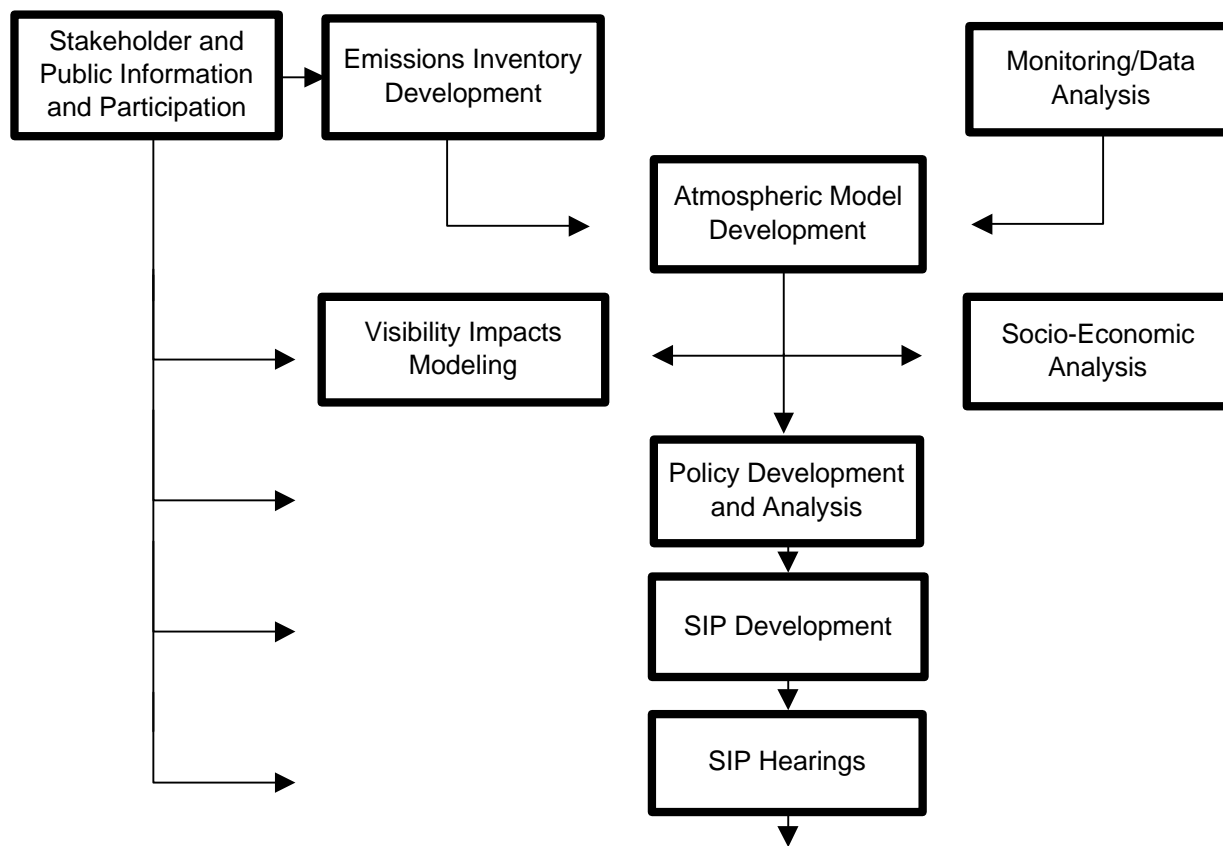 Stakeholder and
Public Information
and Participation
Emissions Inventory
Development
Monitoring/Data
Analysis
Atmospheric Model
Development
Visibility Impacts
Modeling
Socio-Economic
Analysis
Policy Development
and Analysis
SIP Development
SIP Hearings